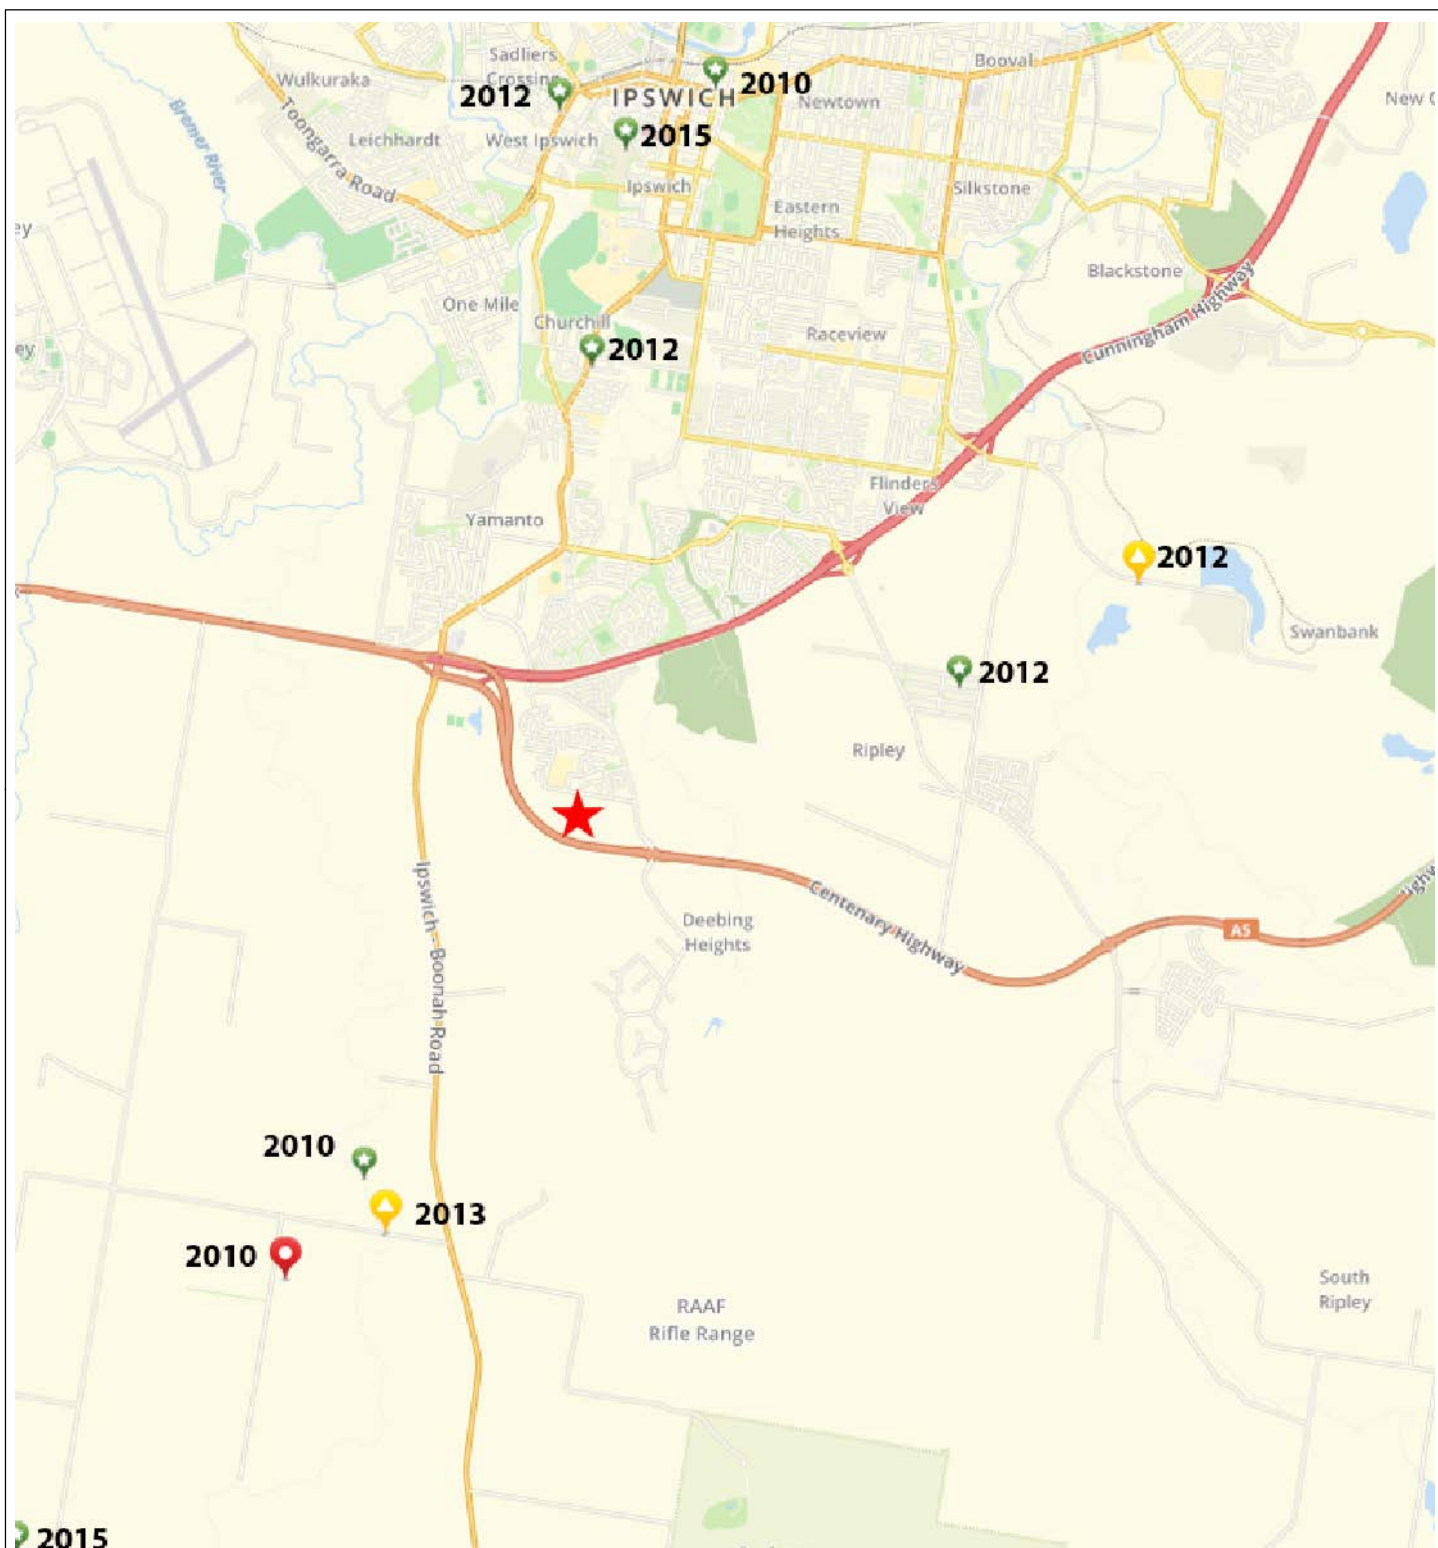 Sadliers
Crossing
Booval
Wulkuraka
2012
IPSWICH
2010
Newtown
Bremer River
Toongarra Road
Leichhardt
West Ipswich
2015
Ipswich
Silkstone
Eastern
Heights
Blackstone
One Mile
Churchill
2012
Raceview
Cunningham Highway
Flinders
View
Yamanto
2012
Swanbank
2012
Ripley
Ipswich - Boonah Road
Centenary Highway
A5
Deebing
Heights
2010
2013
2010
RAAF
Rifle Range
South
Ripley
2015